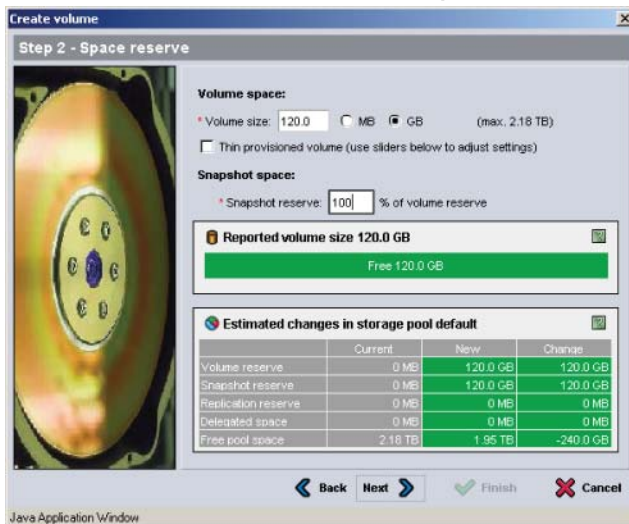 Create volume
Step 2 - Space reserve
Volume space:
* Volume size: 120.0 MB GB (max. 2.18 TB)
Thin provisioned volume (use sliders below to adjust settings)
Snapshot space:
* Snapshot reserve: 100 % of volume reserve
Reported volume size 120.0 GB
Free 120.0 GB
Estimated changes in storage pool default
Current New Change
Volume reserve 0 MB 120.0 GB 120.0 GB
Snapshot reserve 0 MB 120.0 GB 120.0 GB
Replication reserve 0 MB 0 MB 0 MB
Delegated space 0 MB 0 MB 0 MB
Free pool space 2.18 TB 1.95 TB -240.0 GB
Back Next Finish Cancel
Java Application Window